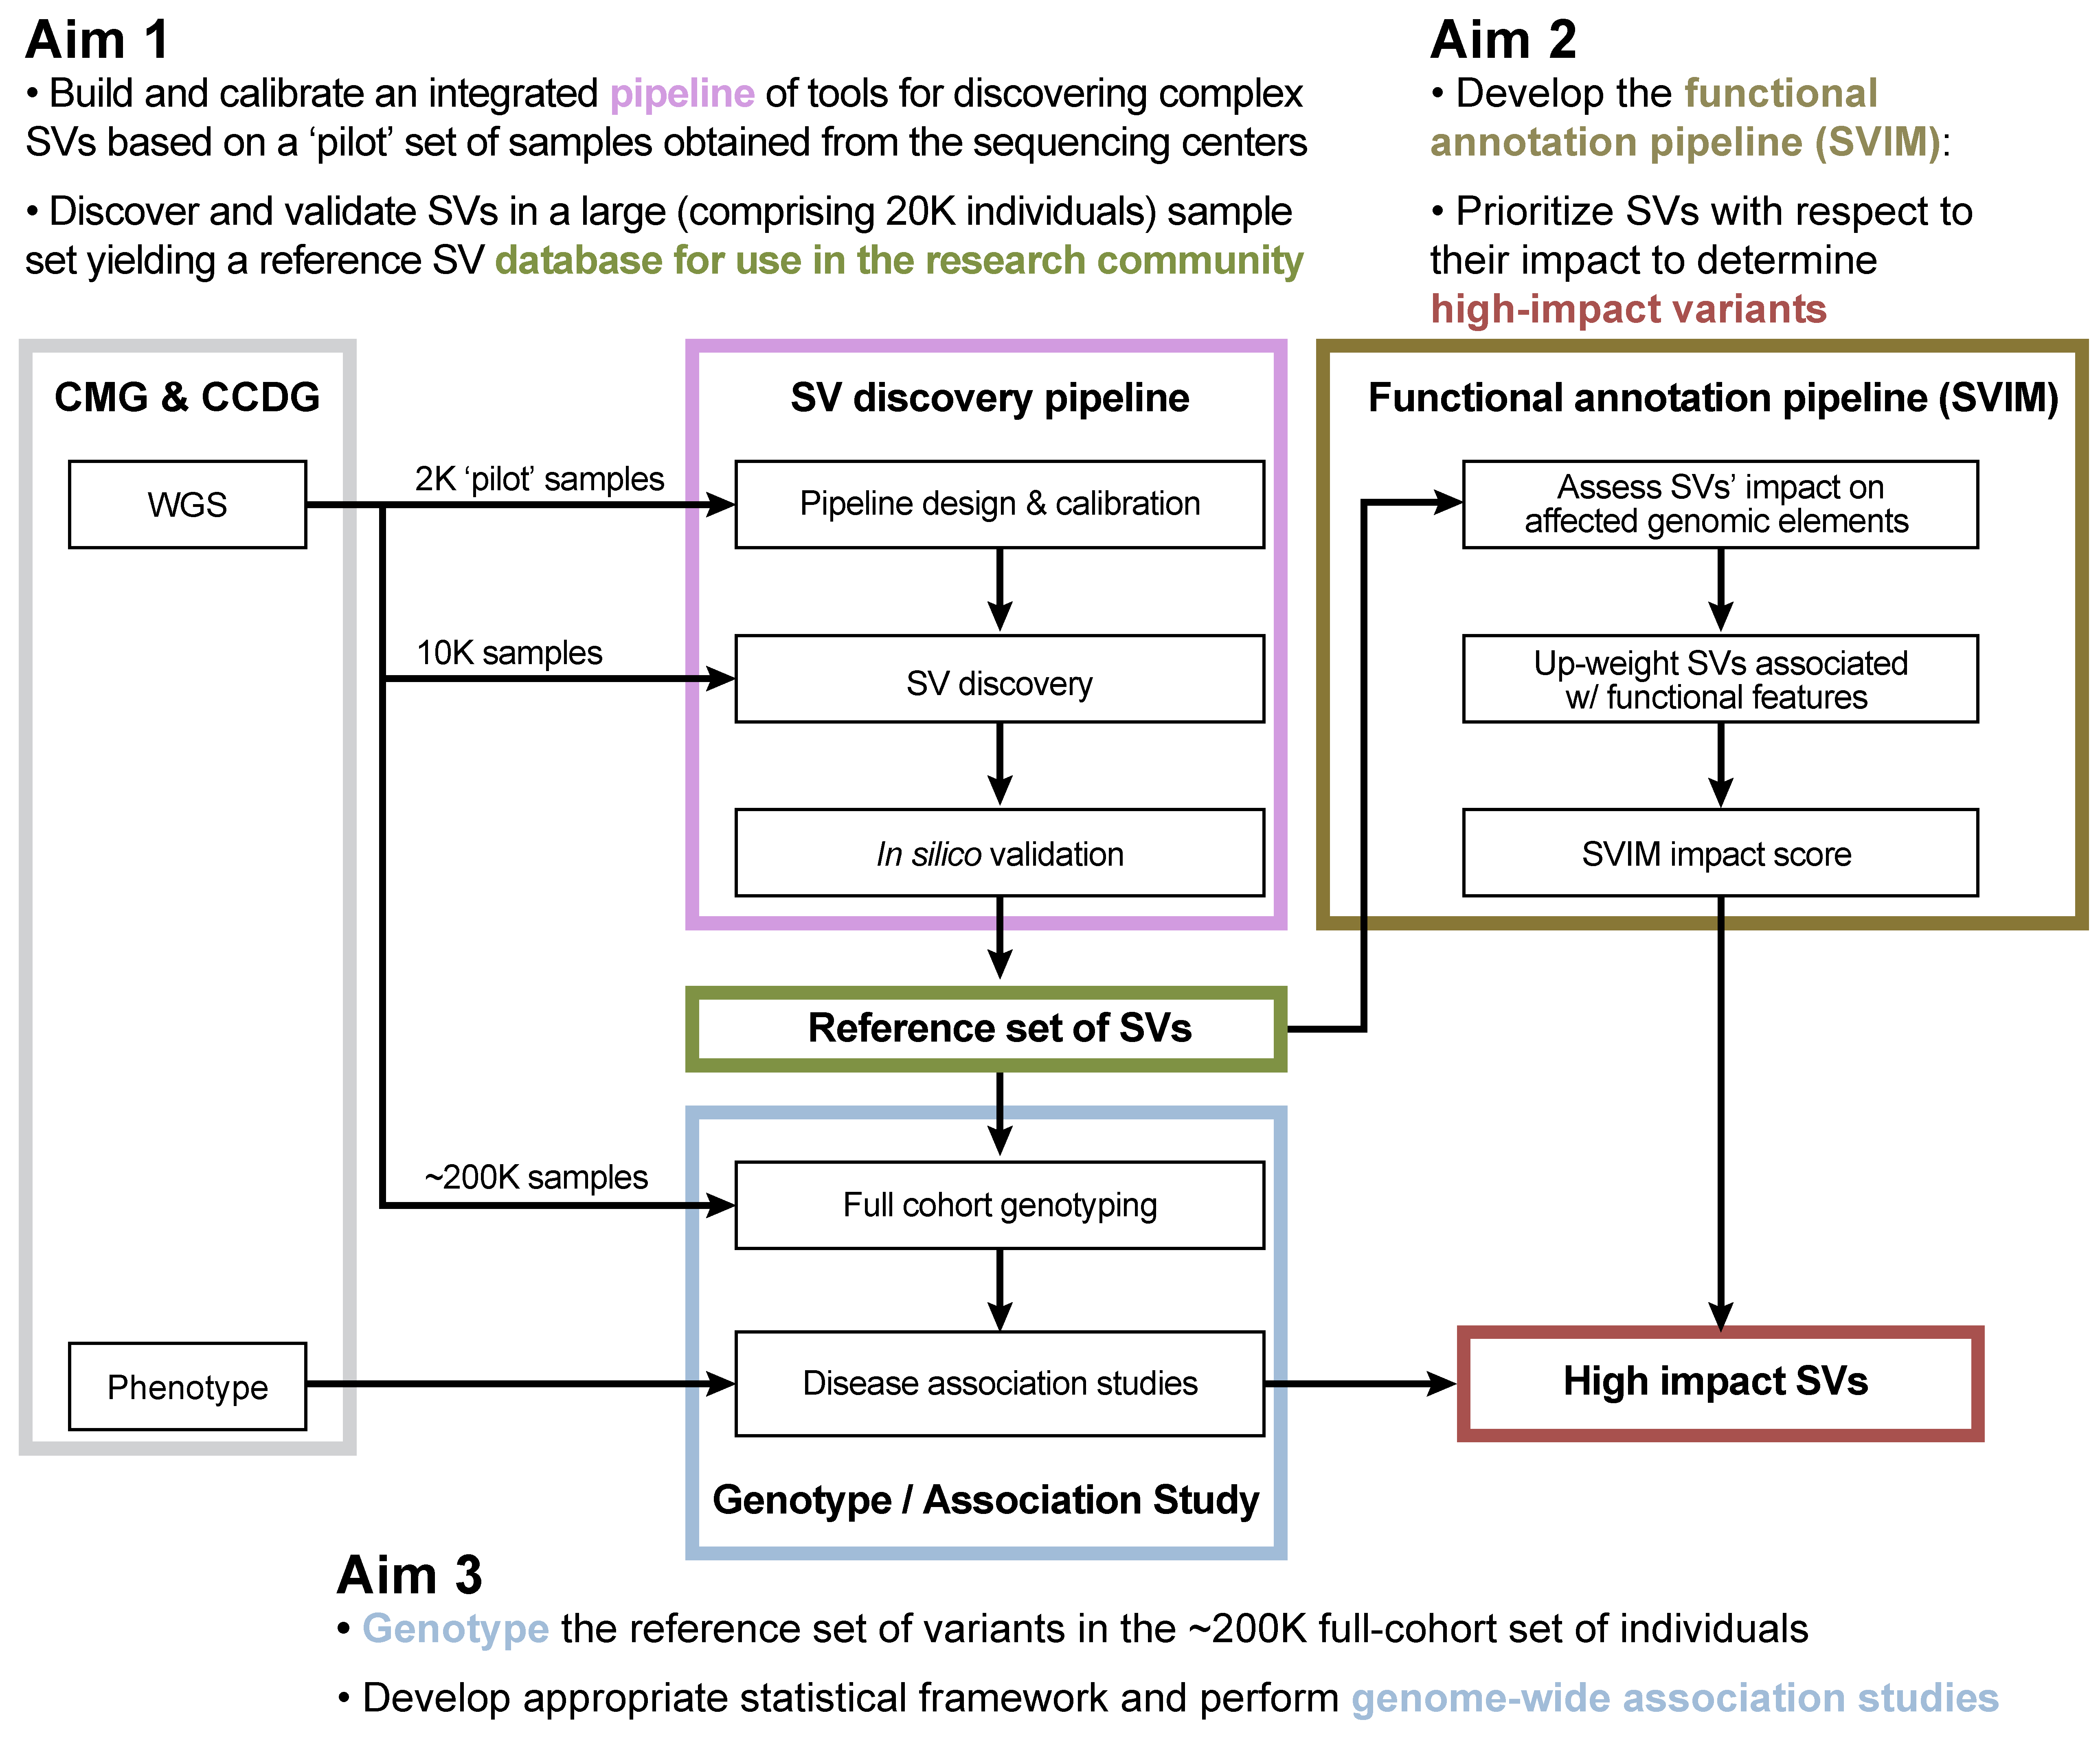 Aim 1
• Build and calibrate an integrated pipeline of tools for discovering complex
SVs based on a ‘pilot’ set of samples obtained from the sequencing centers
• Discover and validate SVs in a large (comprising 20K individuals) sample
set yielding a reference SV database for use in the research community
Aim 2
• Develop the functional
annotation pipeline (SVIM):
• Prioritize SVs with respect to
their impact to determine
high-impact variants
CMG & CCDG
WGS
Phenotype
2K ‘pilot’ samples
10K samples
~200K samples
SV discovery pipeline
Pipeline design & calibration
SV discovery
In silico validation
Reference set of SVs
Full cohort genotyping
Disease association studies
Genotype / Association Study
Functional annotation pipeline (SVIM)
Assess SVs’ impact on
affected genomic elements
Up-weight SVs associated
w/ functional features
SVIM impact score
High impact SVs
Aim 3
• Genotype the reference set of variants in the ~200K full-cohort set of individuals
• Develop appropriate statistical framework and perform genome-wide association studies